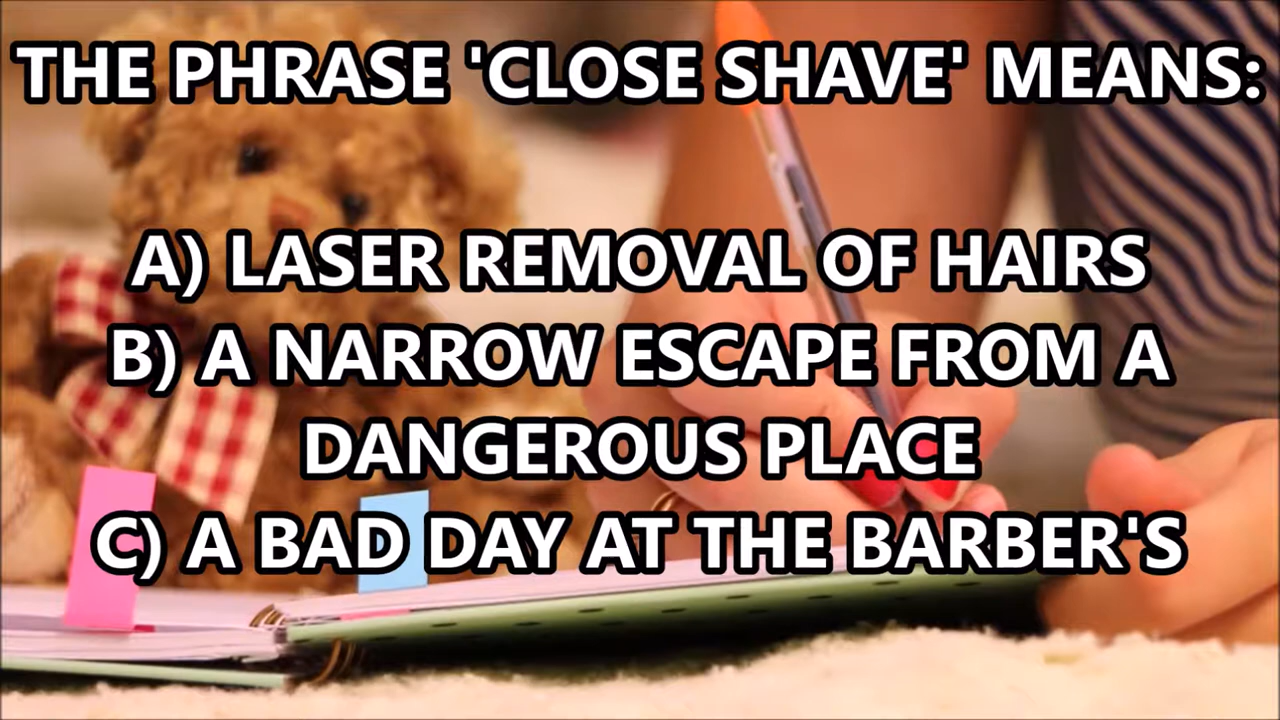 THE PHRASE 'CLOSE SHAVE' MEANS:
A) LASER REMOVAL OF HAIRS
B) A NARROW ESCAPE FROM A
DANGEROUS PLACE
C) A BAD DAY AT THE BARBER'S